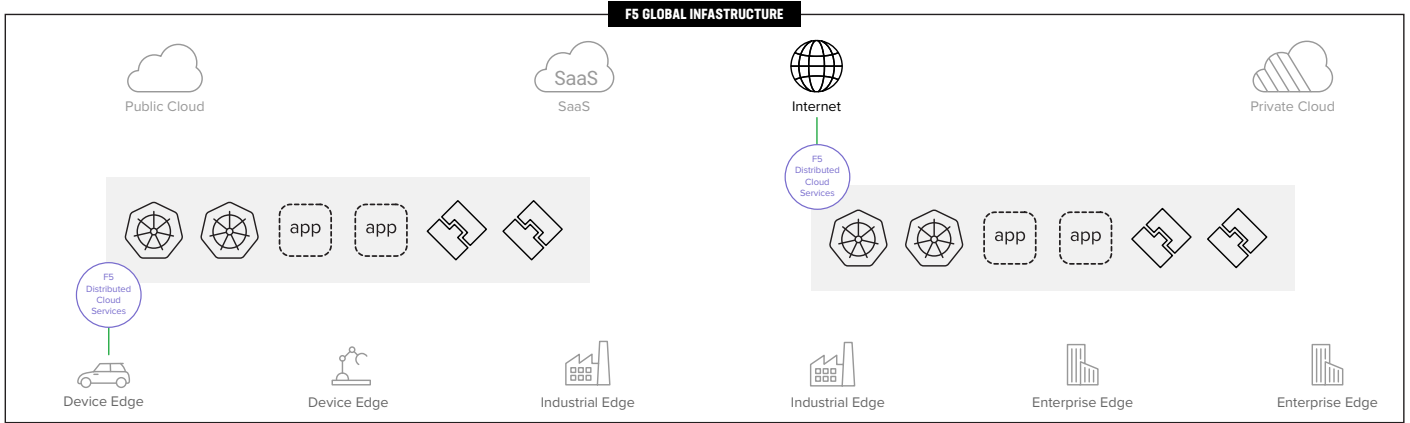 F5 GLOBAL INFASTRUCTURE
SaaS
Public Cloud
SaaS
Internet
Private Cloud
F5
Distributed
Cloud
Services
app
app
app
app
F5
Distributed
Cloud
Services
Device Edge
Device Edge
Industrial Edge
Industrial Edge
Enterprise Edge
Enterprise Edge